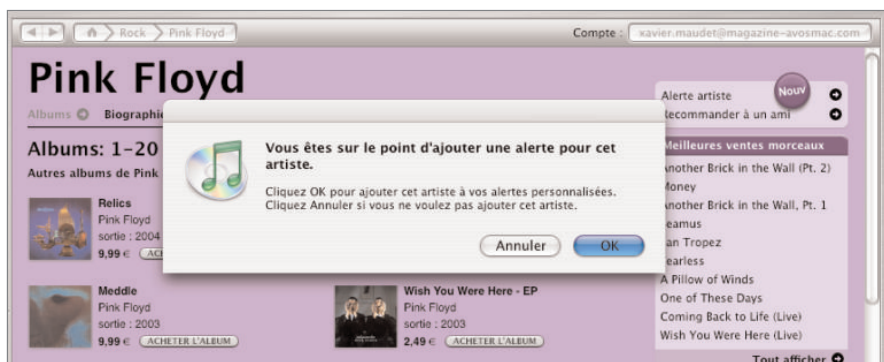 Rock Pink Floyd
Compte : xavier.maudet@magazine-avosmac.com
Pink Floyd
Albums Biographie
Albums: 1-20
Autres albums de Pink
Relics
Pink Floyd
sortie : 2004
9,99 €
Vous êtes sur le point d'ajouter une alerte pour cet
artiste.
Cliquez OK pour ajouter cet artiste à vos alertes personnalisées.
Cliquez Annuler si vous ne voulez pas ajouter cet artiste.
Annuler OK
Meddle
Pink Floyd
sortie : 2003
9,99 € ACHETER L'ALBUM
Wish You Were Here - EP
Pink Floyd
sortie : 2003
2,49 € ACHETER L'ALBUM
Alerte artiste
Nouv
Recommander à un ami
Meilleures ventes morceaux
Another Brick in the Wall (Pt. 2)
Money
Another Brick in the Wall, Pt. 1
Seamus
San Tropez
Fearless
A Pillow of Winds
One of These Days
Coming Back to Life (Live)
Wish You Were Here (Live)
Tout afficher